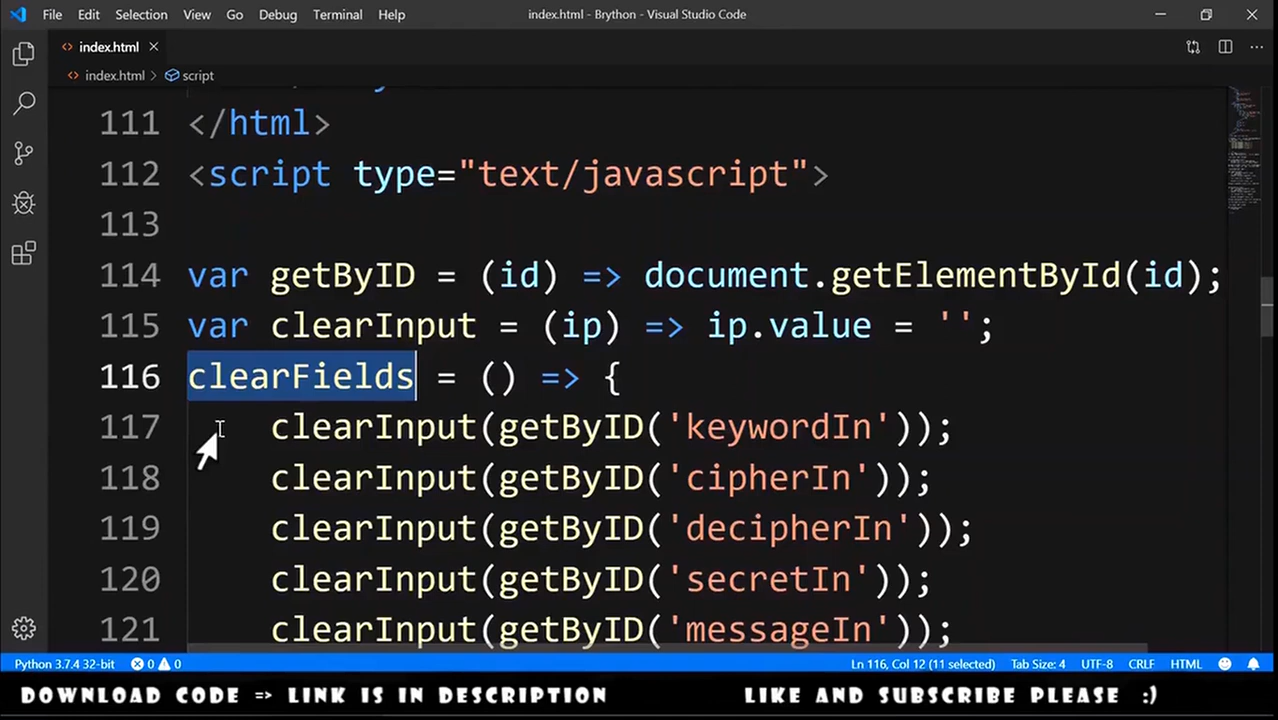 File Edit Selection View Go Debug Terminal Help index.html - Brython - Visual Studio Code
index.html
index.html > script
111 </html>
112 <script type="text/javascript">
113
114 var getByID = (id) => document.getElementById(id);
115 var clearInput = (ip) => ip.value = '';
116 clearFields = () => {
117 clearInput(getByID('keywordIn'));
118 clearInput(getByID('cipherIn'));
119 clearInput(getByID('decipherIn'));
120 clearInput(getByID('secretIn'));
121 clearInput(getByID('messageIn'));
Python 3.7.4 32-bit 0 0 Ln 116, Col 12 (11 selected) Tab Size: 4 UTF-8 CRLF HTML
DOWNLOAD CODE => LINK IS IN DESCRIPTION LIKE AND SUBSCRIBE PLEASE :)